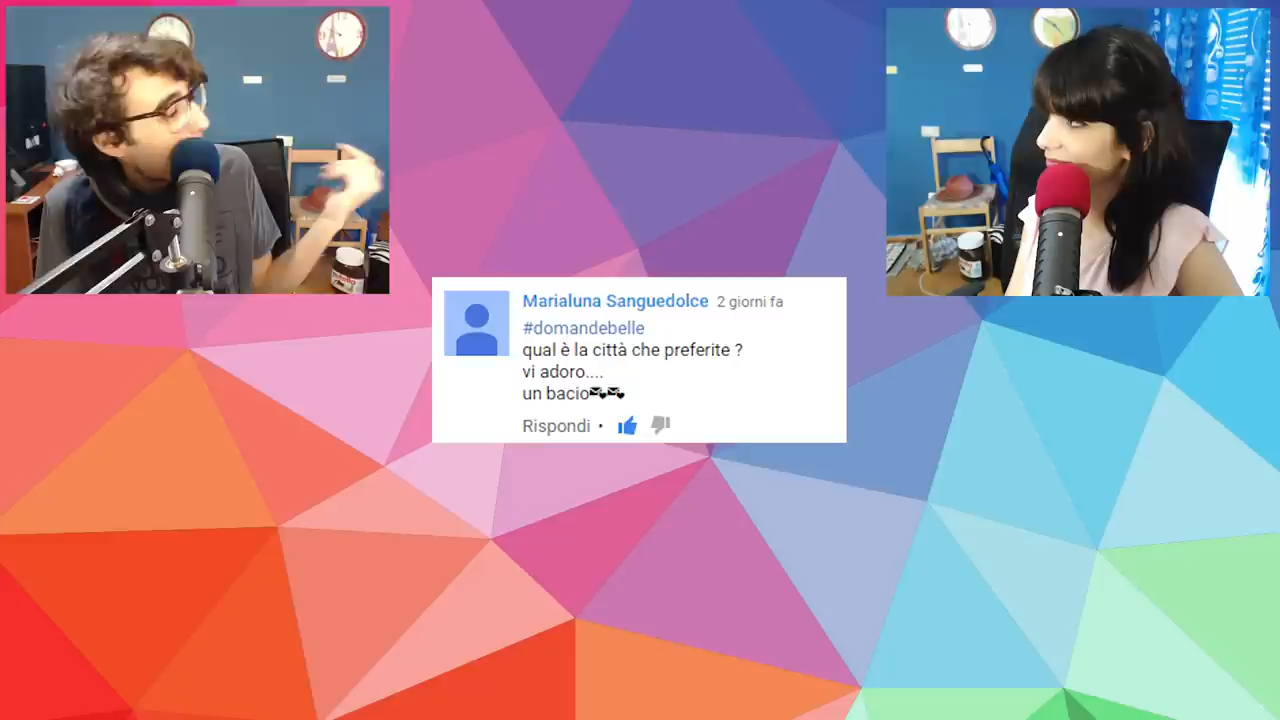 Marialuna Sanguedolce 2 giorni fa
#domandebelle
qual è la città che preferite ?
vi adoro....
un bacio
Rispondi •